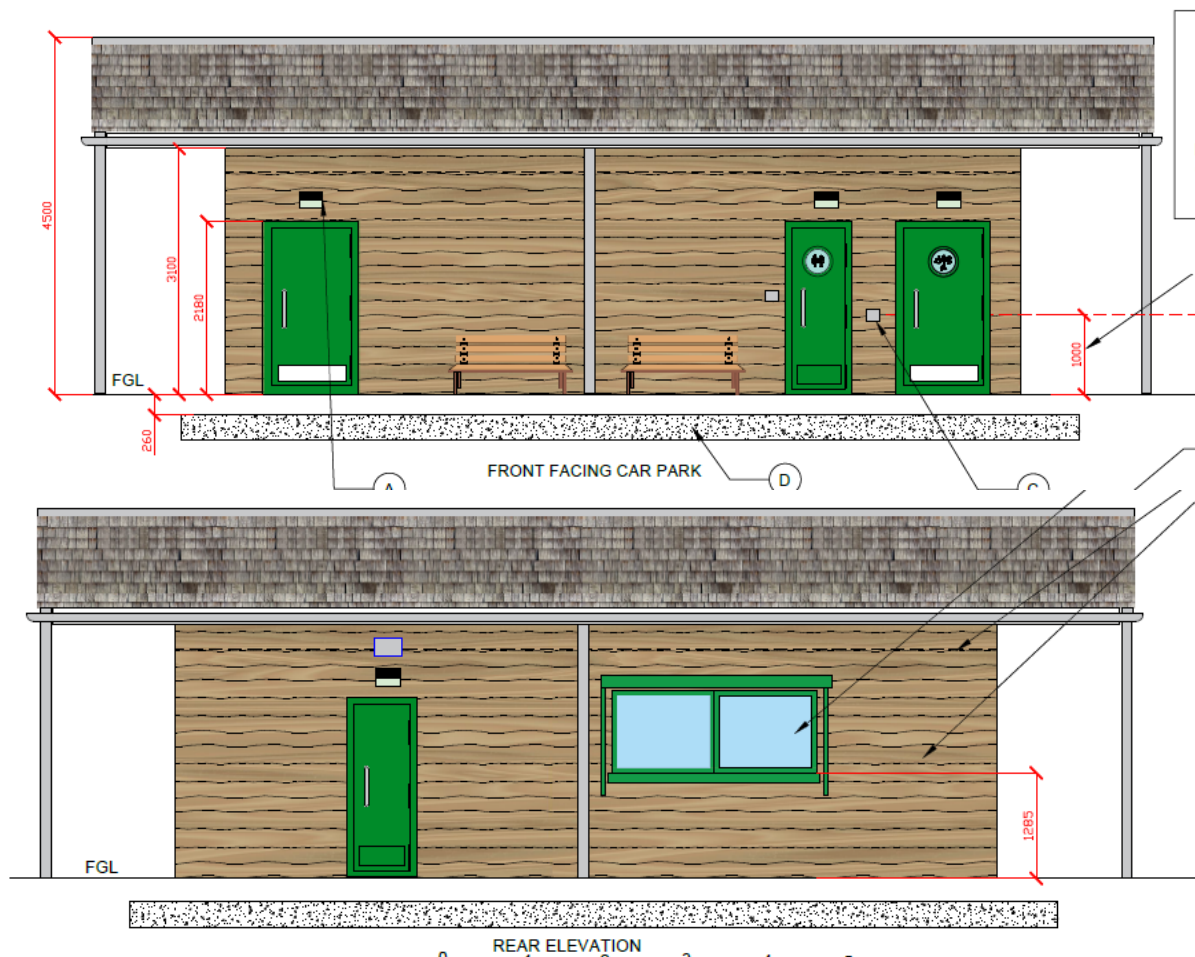 4500
3100
2180
FGL
260
1000
FRONT FACING CAR PARK
A
D
C
FGL
1285
REAR ELEVATION